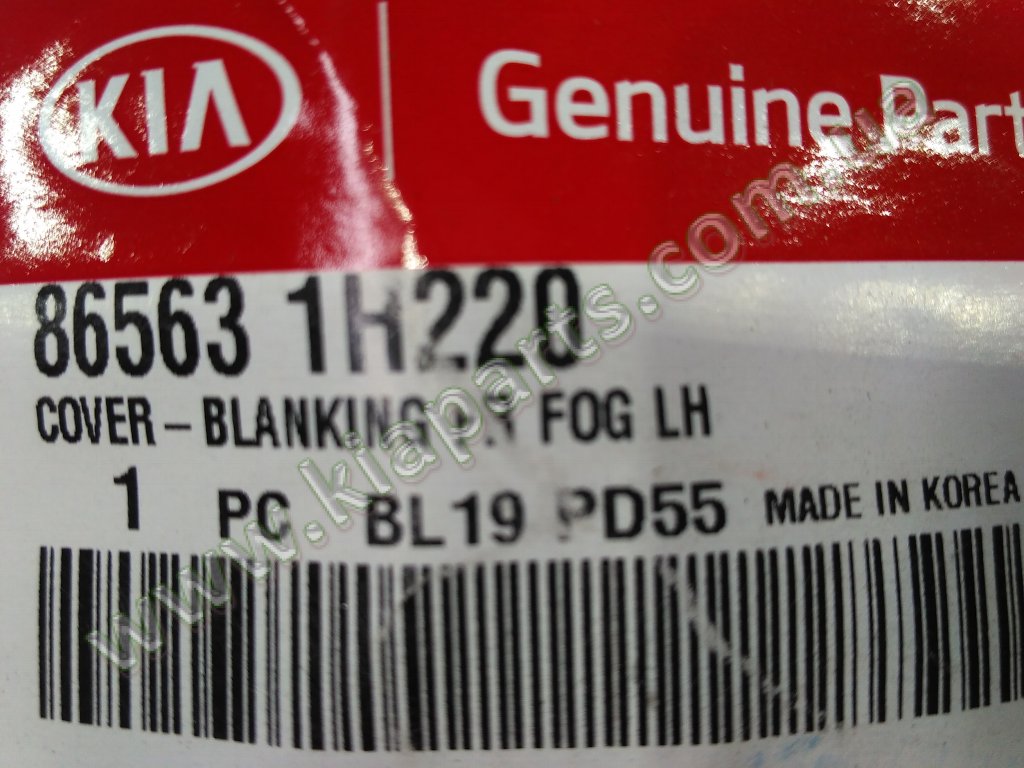 KIA Genuine Part
86563 1H220
COVER-BLANKING FOG LH
1 PC BL19 PD55 MADE IN KOREA
www.kiaparts.com.ua